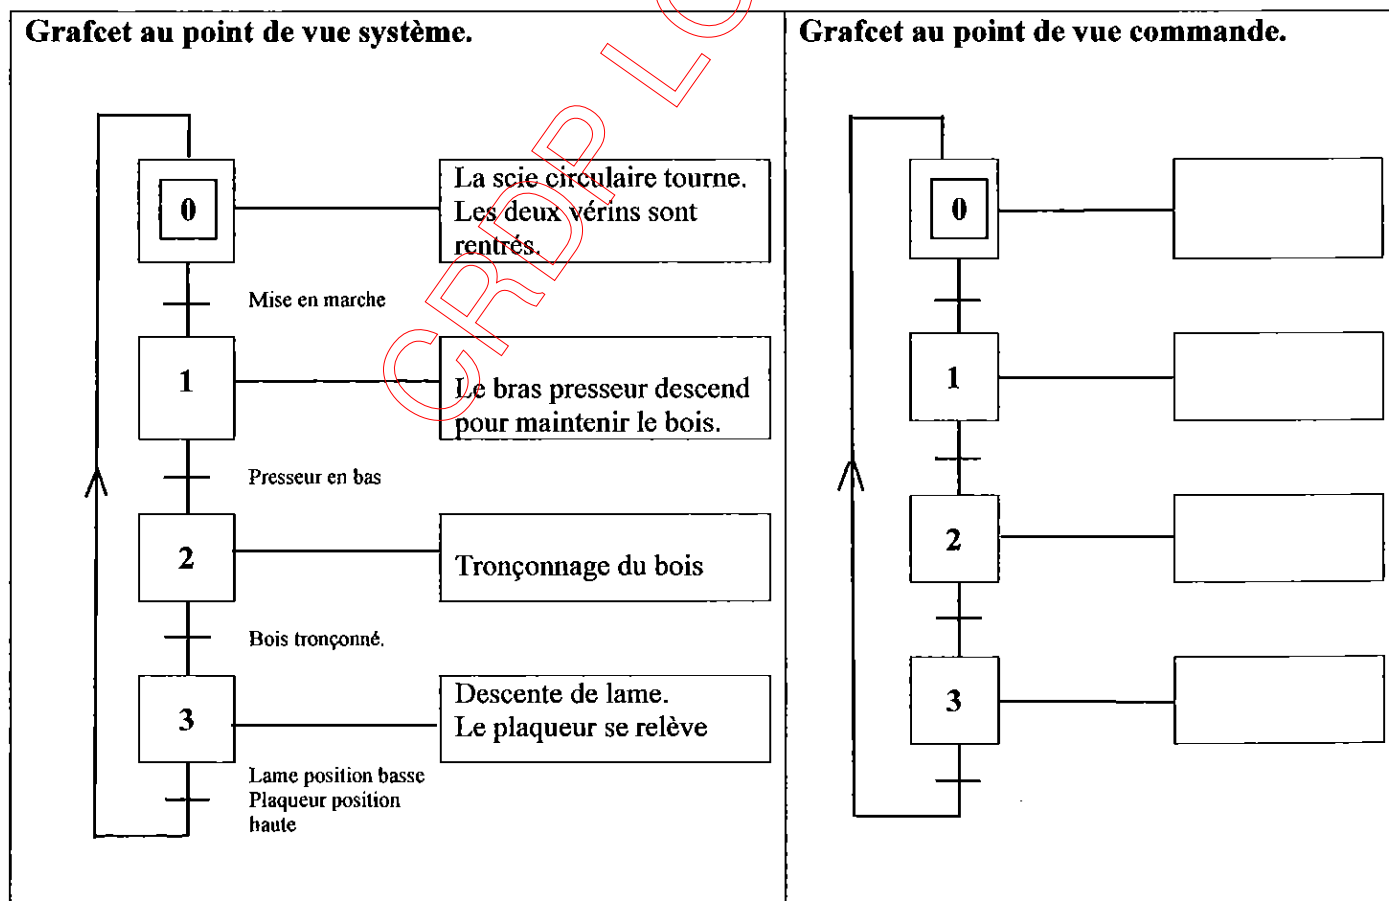 Grafcet au point de vue système.
0
La scie circulaire tourne.
Les deux vérins sont
rentrés.
Mise en marche
1
Le bras presseur descend
pour maintenir le bois.
Presseur en bas
2
Tronçonnage du bois
Bois tronçonné.
3
Descente de lame.
Le plaqueur se relève
Lame position basse
Plaqueur position
haute
Grafcet au point de vue commande.
0
1
2
3
CRDP LO